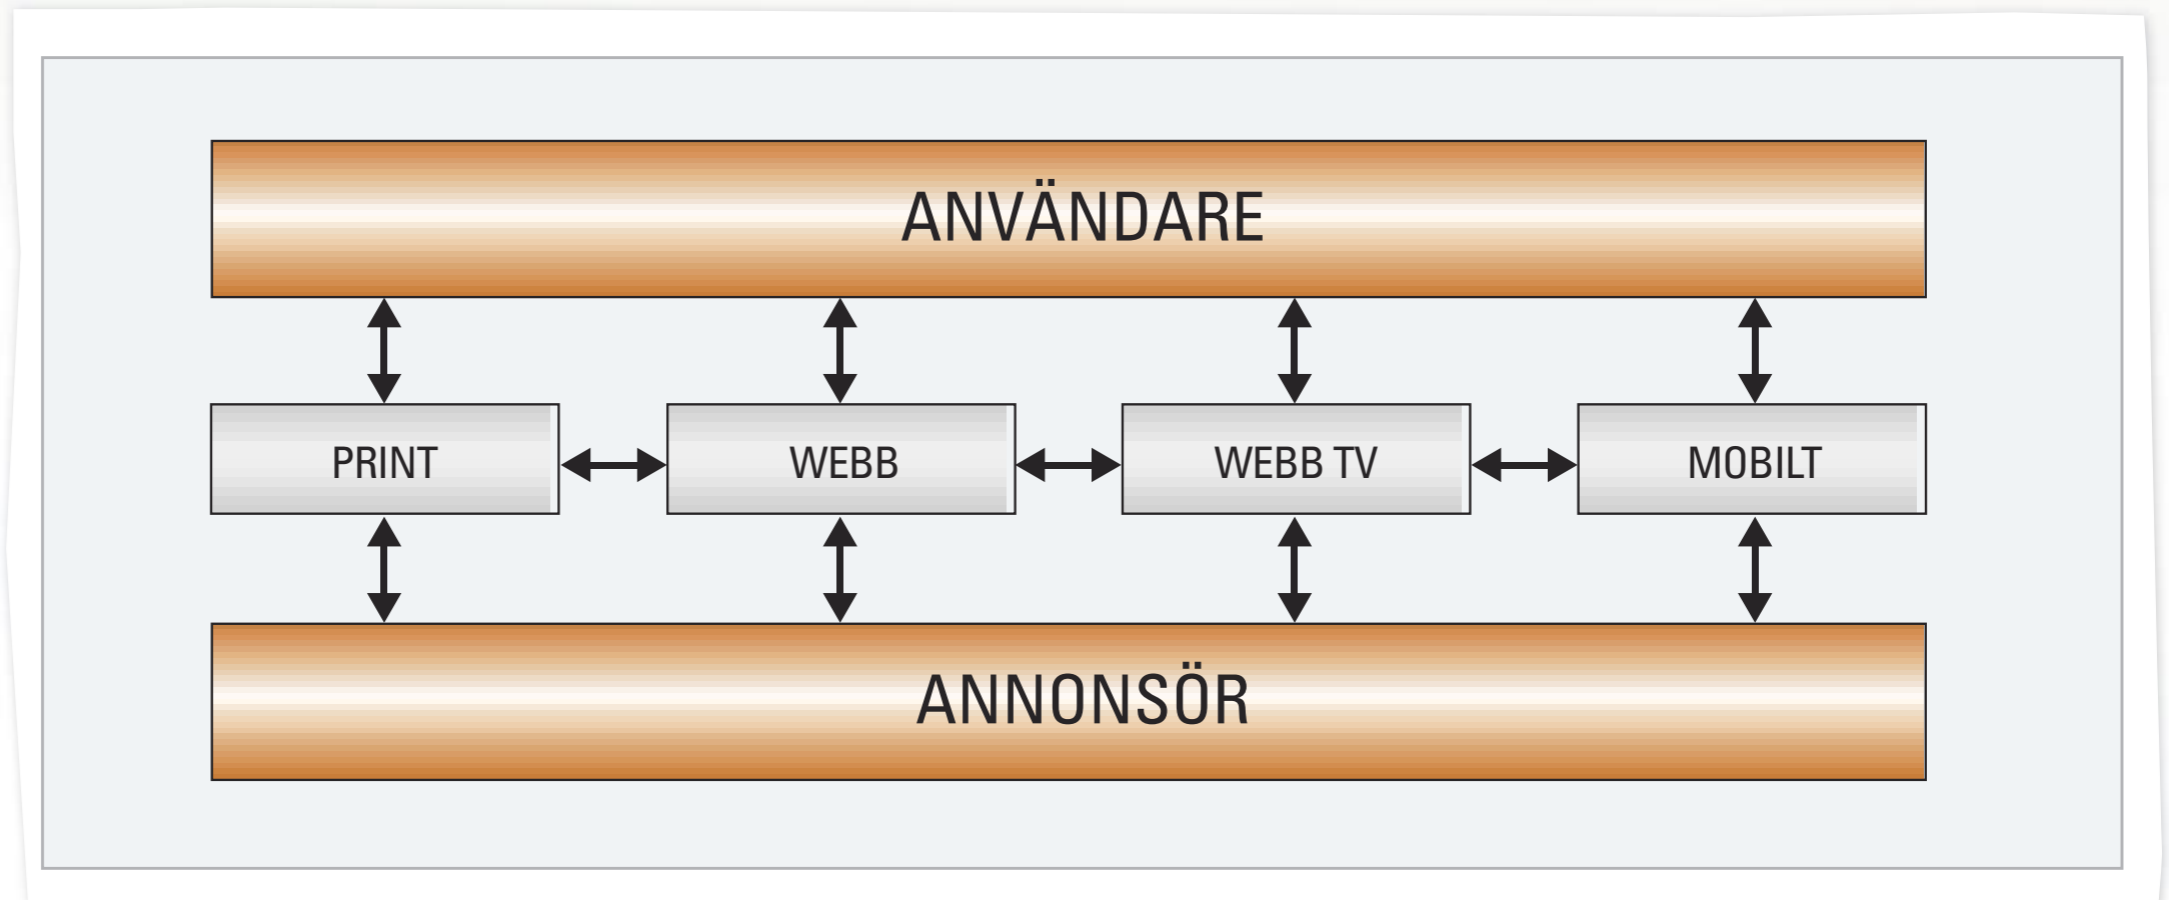 ANVÄNDARE
PRINT
WEBB
WEBB TV
MOBILT
ANNONSÖR